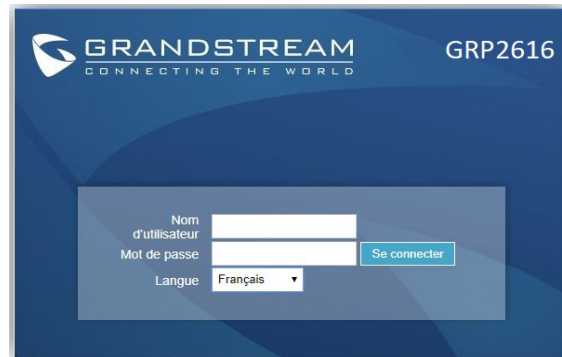 GRANDSTREAM
CONNECTING THE WORLD
GRP2616
Nom
d'utilisateur
Mot de passe
Se connecter
Langue
Français